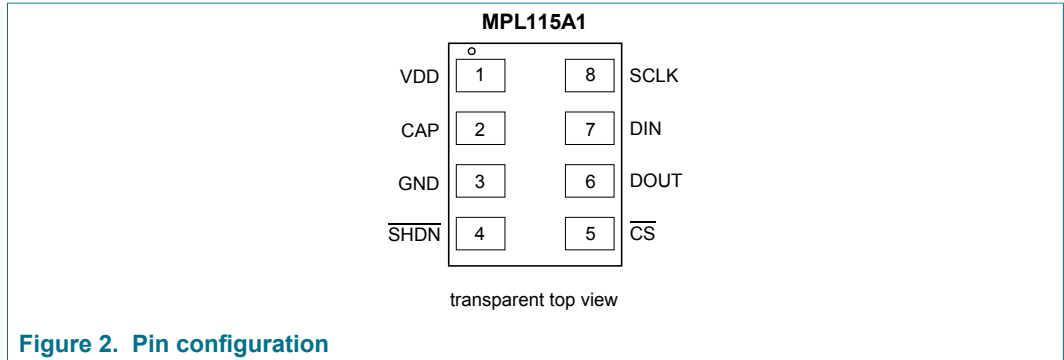 MPL115A1
VDD 1 8 SCLK
CAP 2 7 DIN
GND 3 6 DOUT
SHDN 4 5 CS
transparent top view
Figure 2. Pin configuration